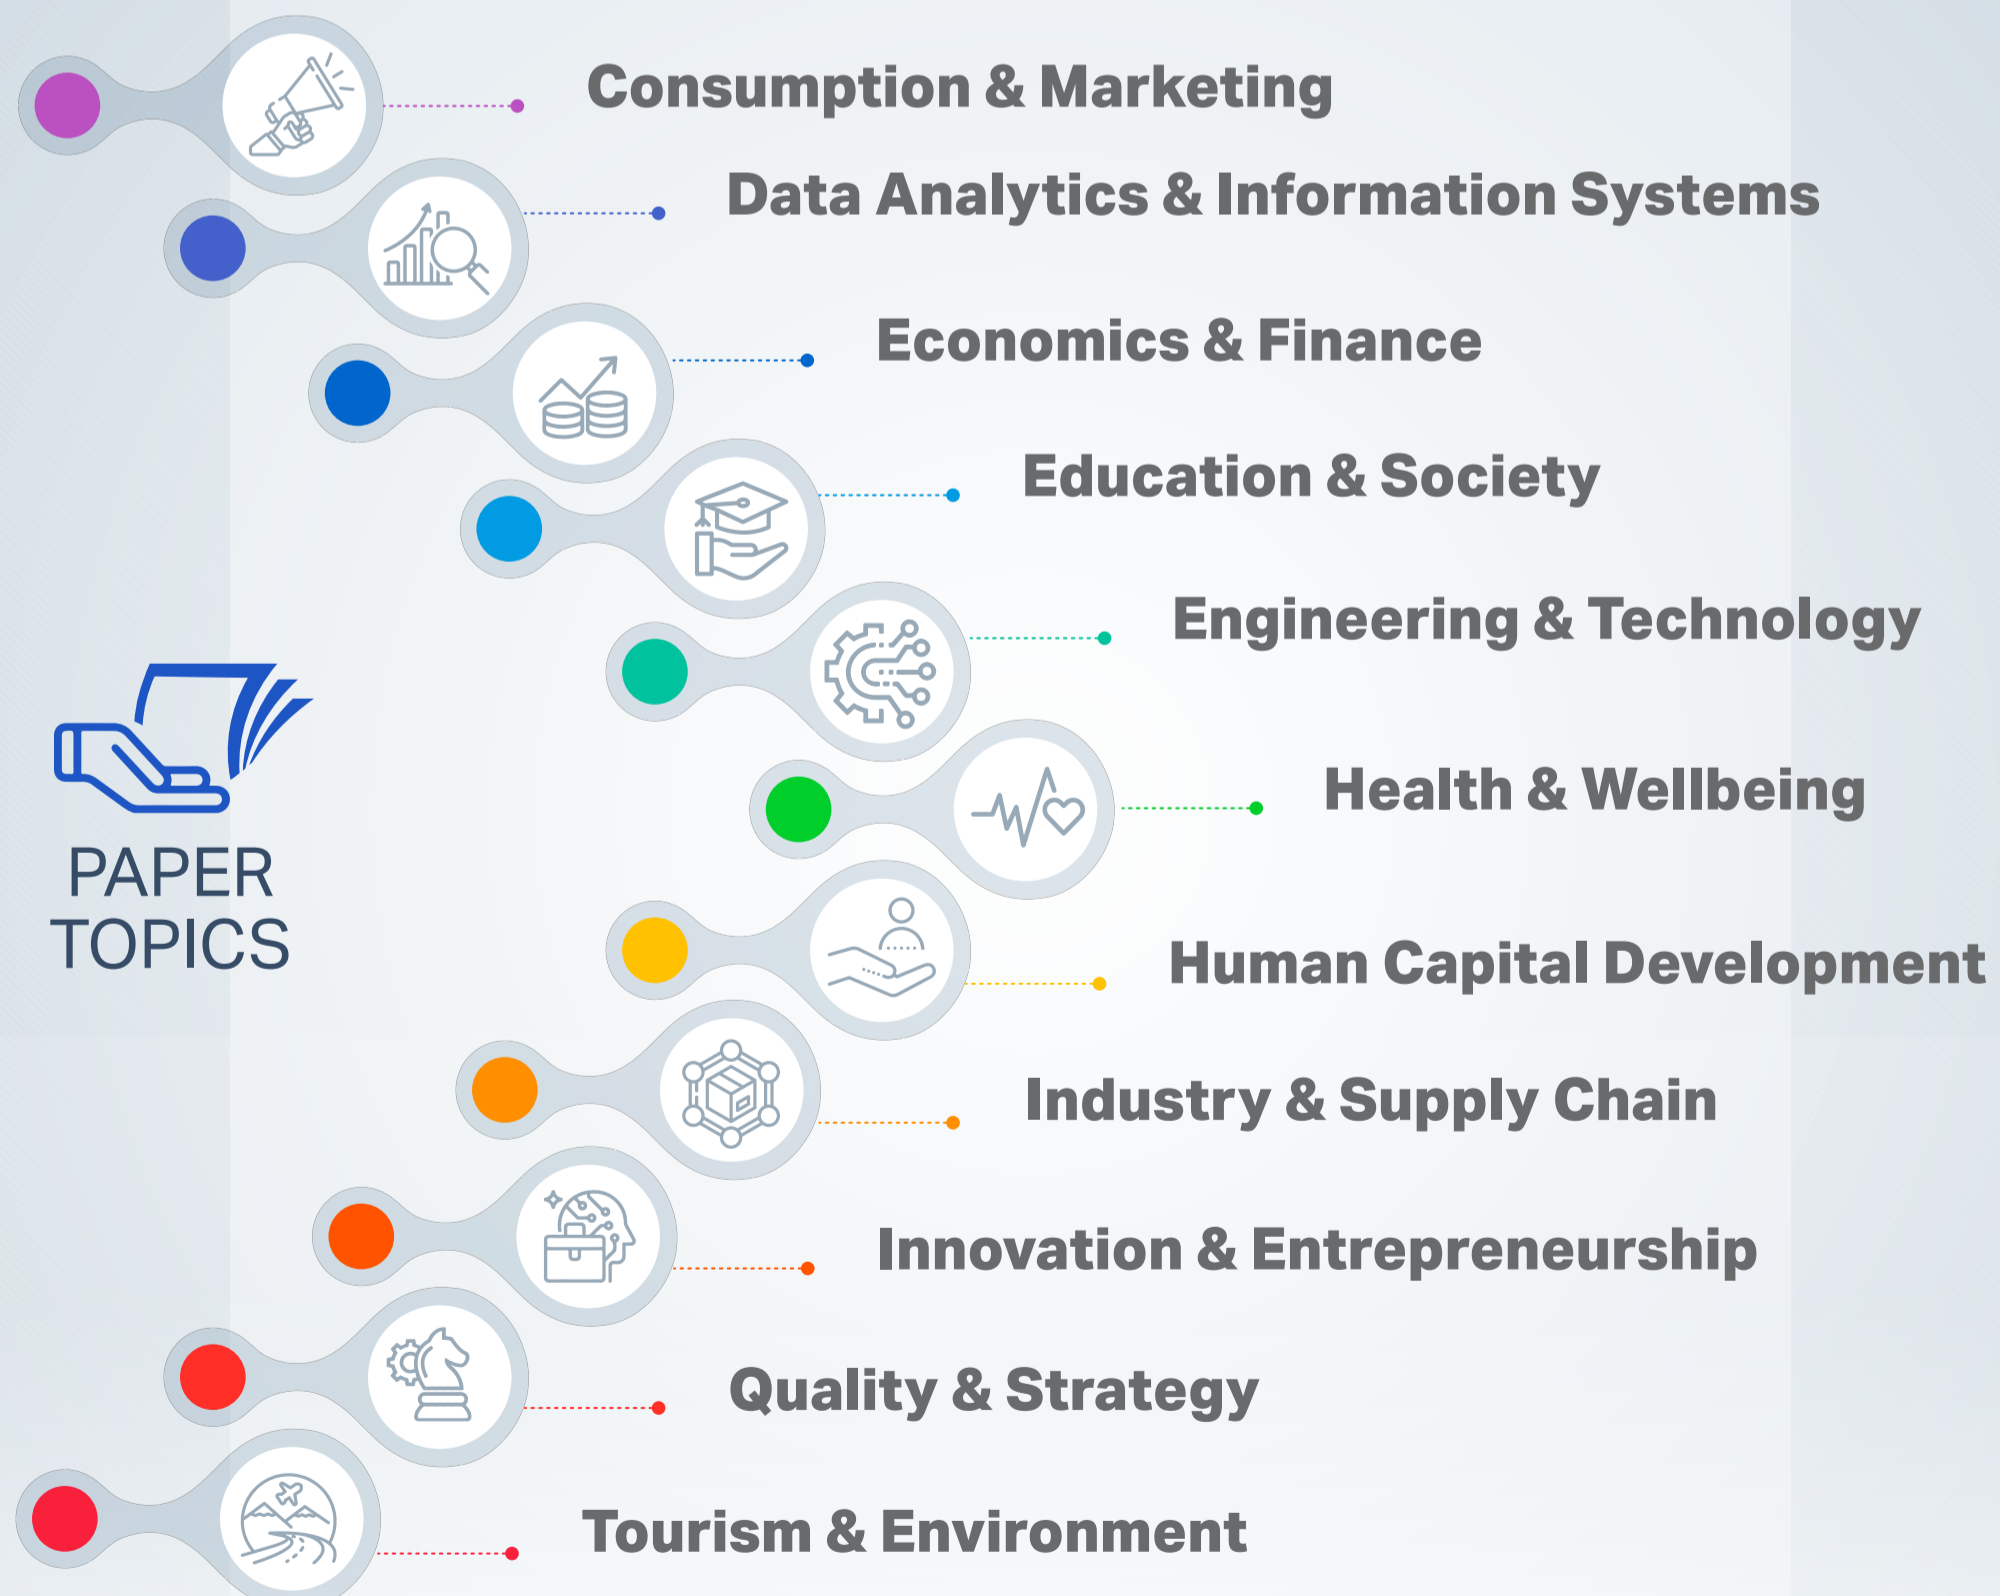 Consumption & Marketing
Data Analytics & Information Systems
Economics & Finance
Education & Society
Engineering & Technology
Health & Wellbeing
PAPER
TOPICS
Human Capital Development
Industry & Supply Chain
Innovation & Entrepreneurship
Quality & Strategy
Tourism & Environment